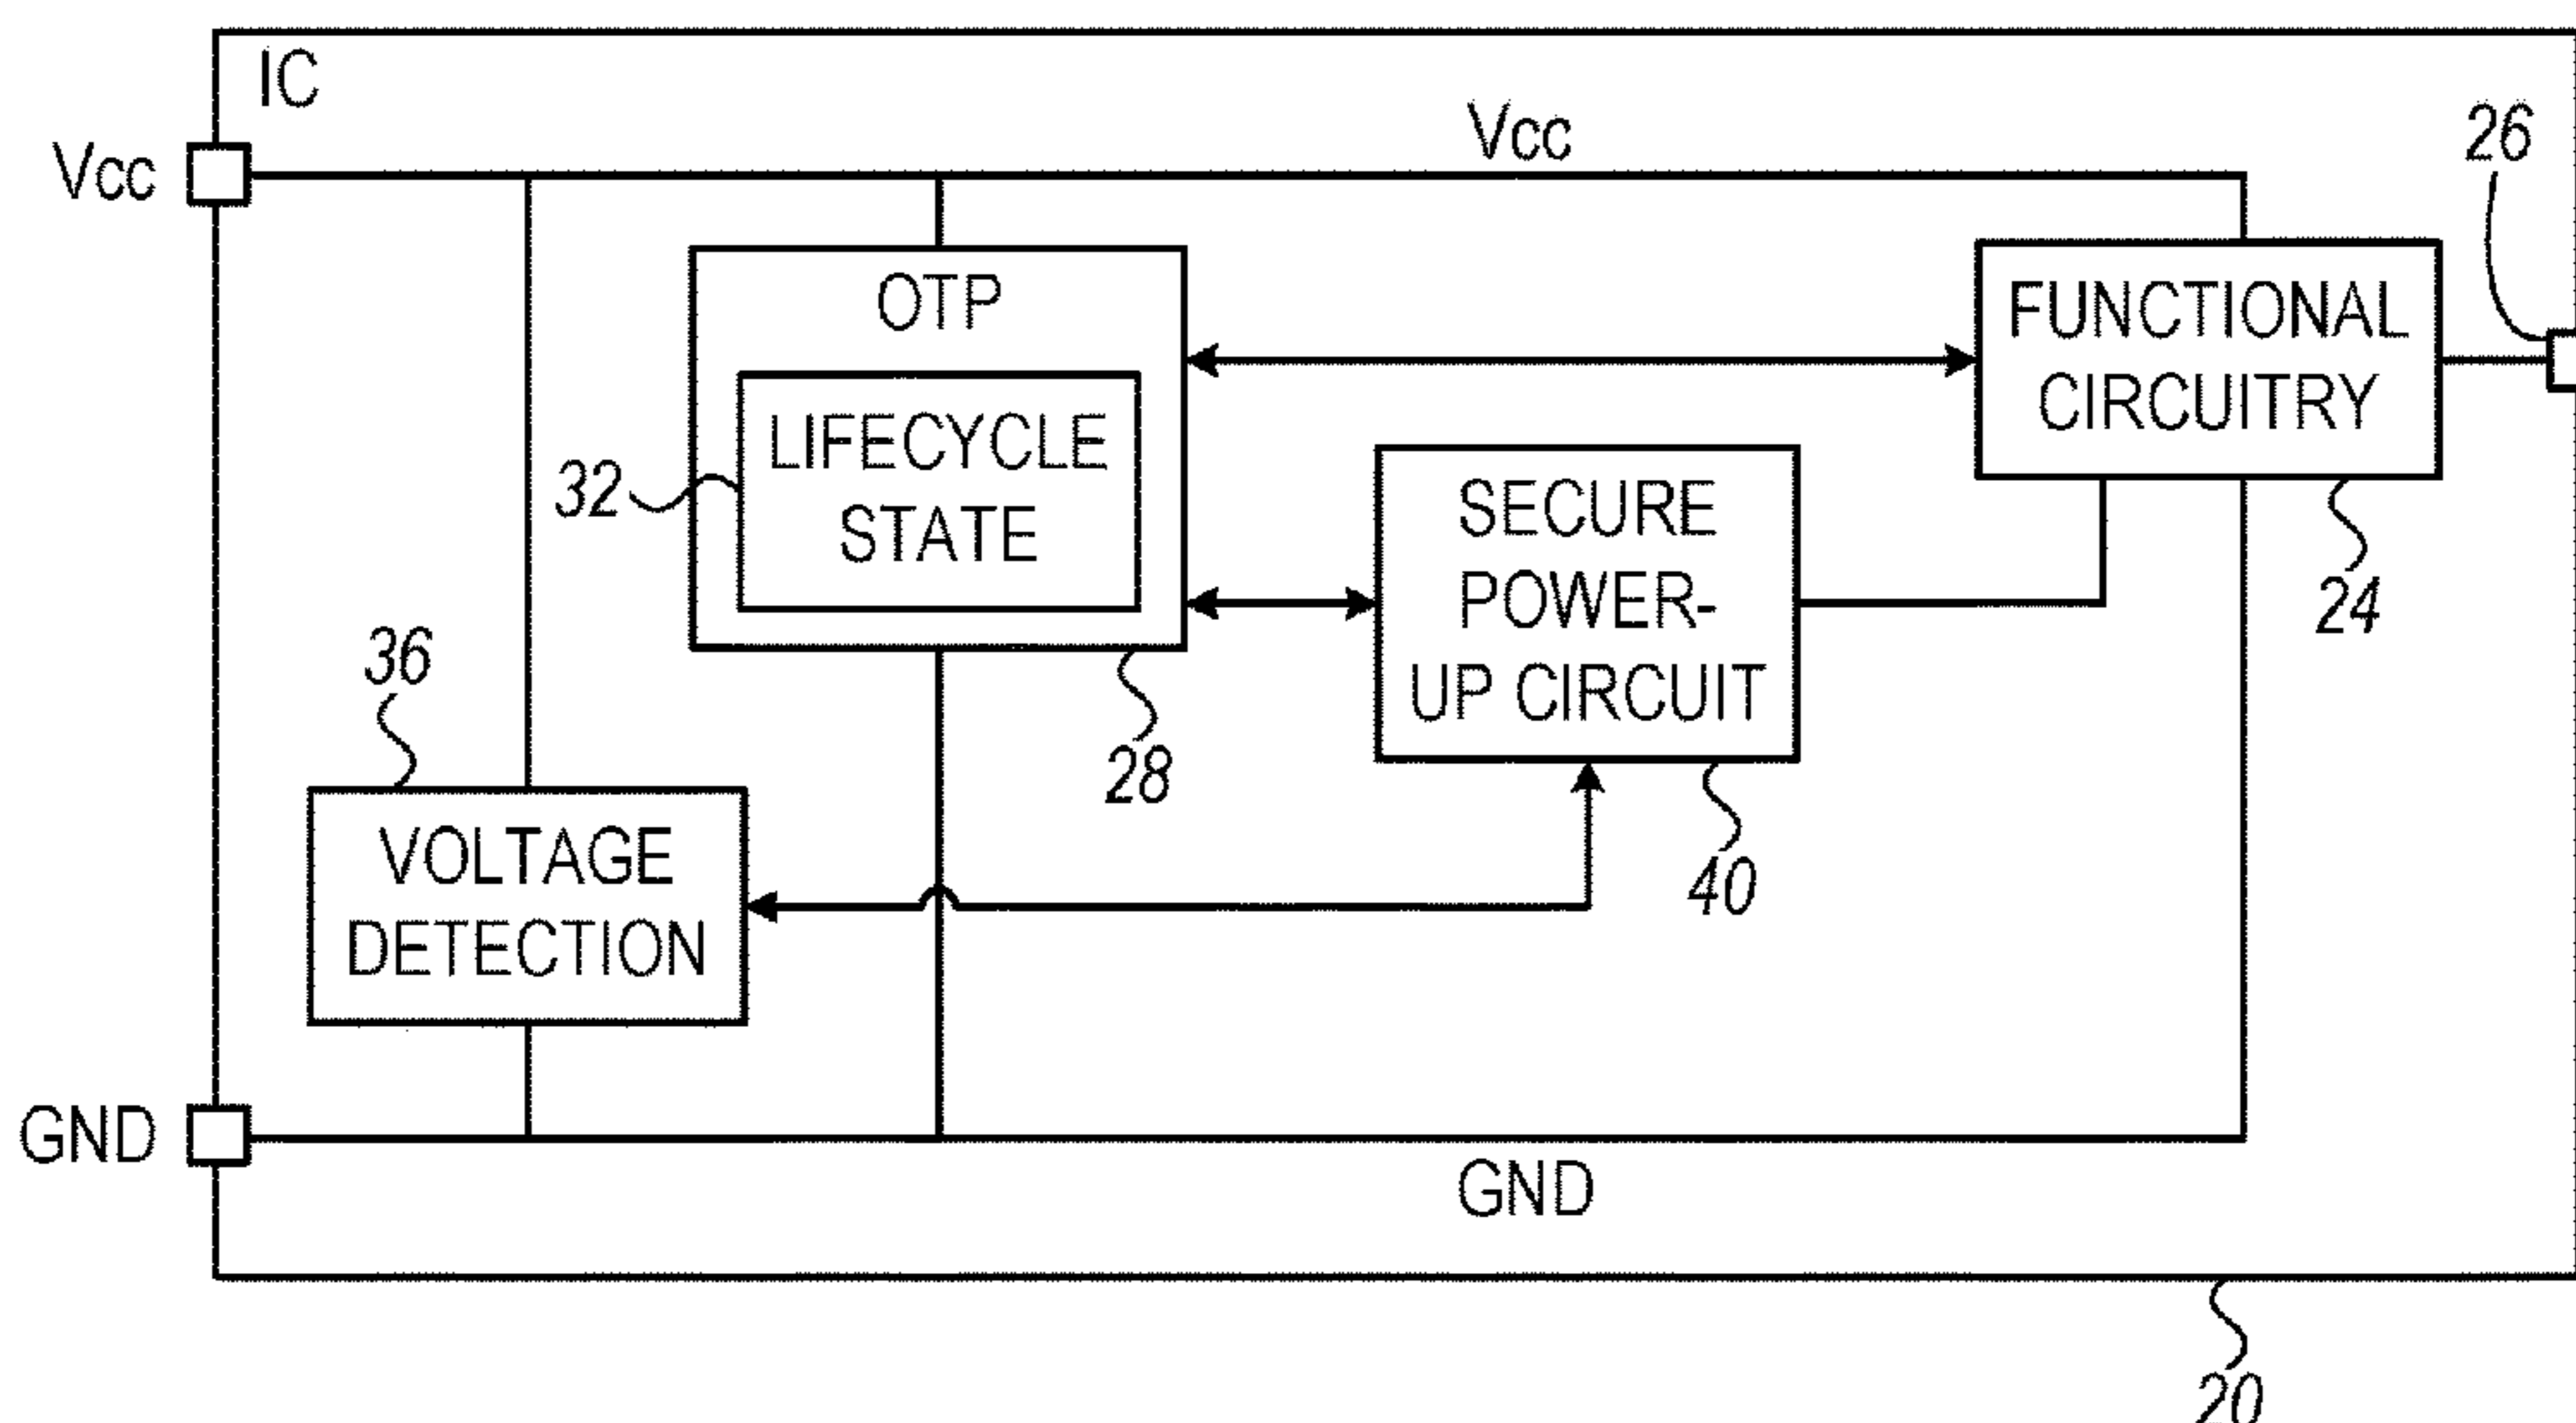 IC
Vcc
Vcc
26
OTP
FUNCTIONAL
CIRCUITRY
LIFECYCLE
STATE
32
SECURE
POWER-
UP CIRCUIT
24
36
28
VOLTAGE
DETECTION
40
GND
GND
20